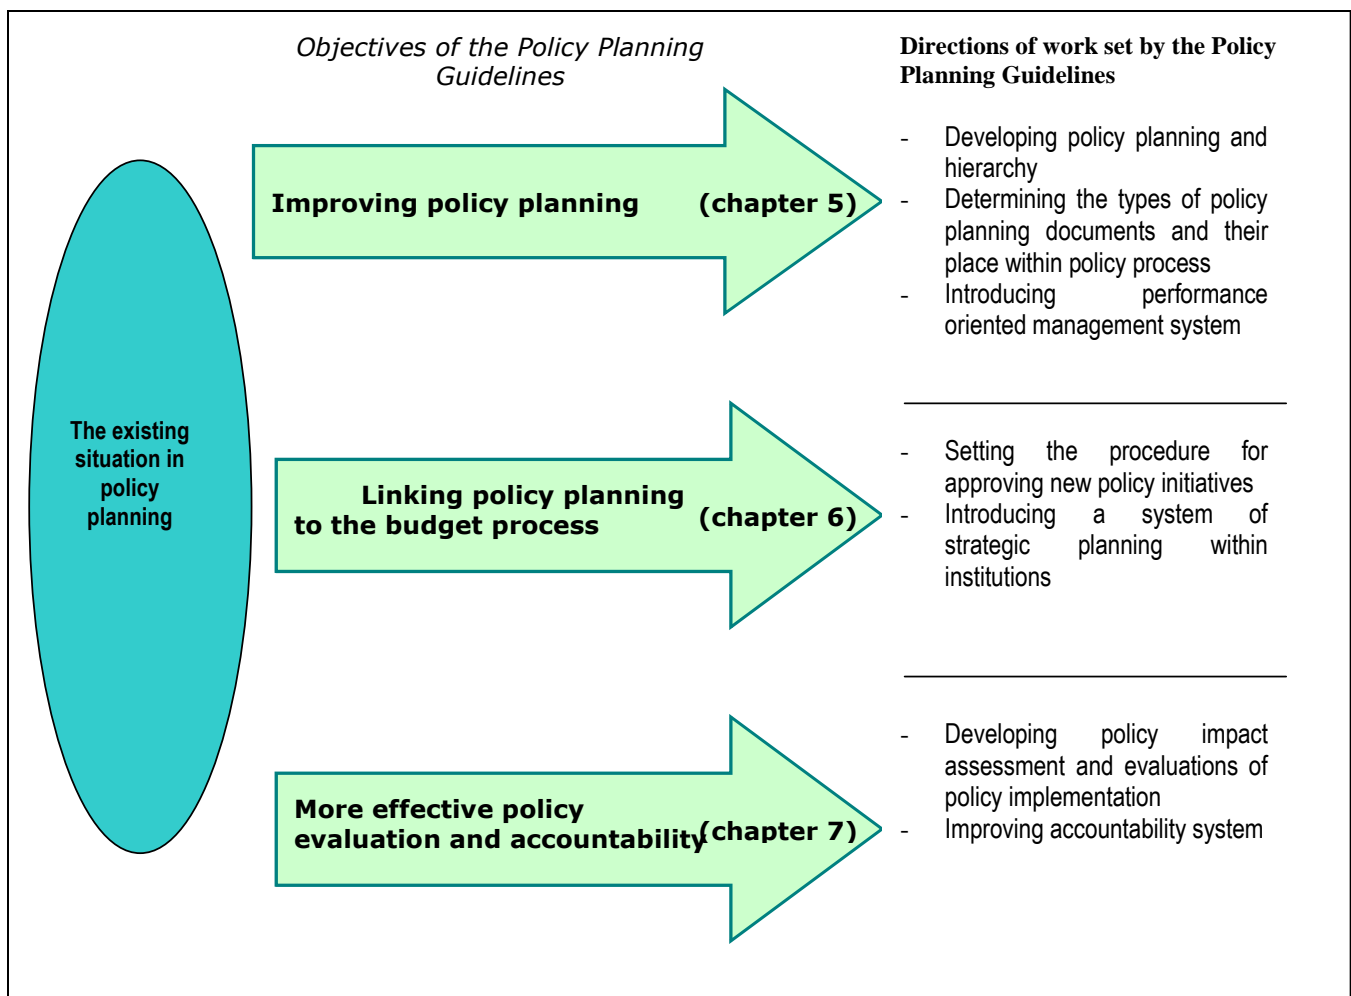 Objectives of the Policy Planning
Guidelines
Directions of work set by the Policy
Planning Guidelines
The existing
situation in
policy
planning
Improving policy planning (chapter 5)
- Developing policy planning and
hierarchy
- Determining the types of policy
planning documents and their
place within policy process
- Introducing performance
oriented management system
Linking policy planning
to the budget process (chapter 6)
- Setting the procedure for
approving new policy initiatives
- Introducing a system of
strategic planning within
institutions
More effective policy
evaluation and accountability (chapter 7)
- Developing policy impact
assessment and evaluations of
policy implementation
- Improving accountability system